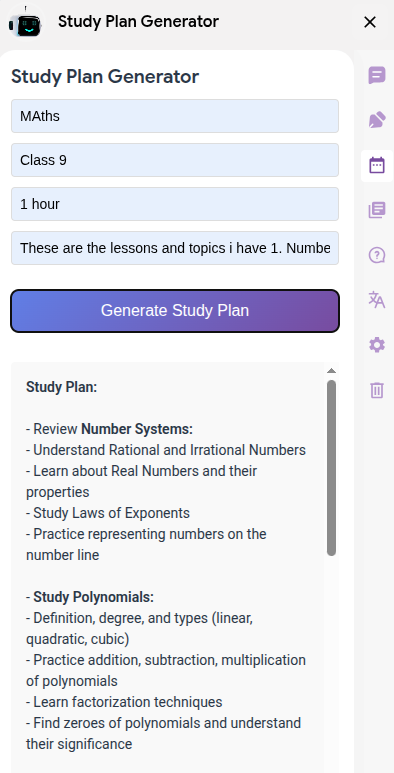 Study Plan Generator
Study Plan Generator
MAths
Class 9
1 hour
These are the lessons and topics i have 1. Numbe
Generate Study Plan
Study Plan:
- Review Number Systems:
- Understand Rational and Irrational Numbers
- Learn about Real Numbers and their
properties
- Study Laws of Exponents
- Practice representing numbers on the
number line
- Study Polynomials:
- Definition, degree, and types (linear,
quadratic, cubic)
- Practice addition, subtraction, multiplication
of polynomials
- Learn factorization techniques
- Find zeroes of polynomials and understand
their significance